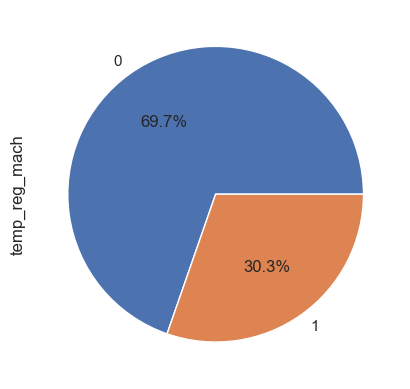 0
69.7%
temp_reg_mach
30.3%
1